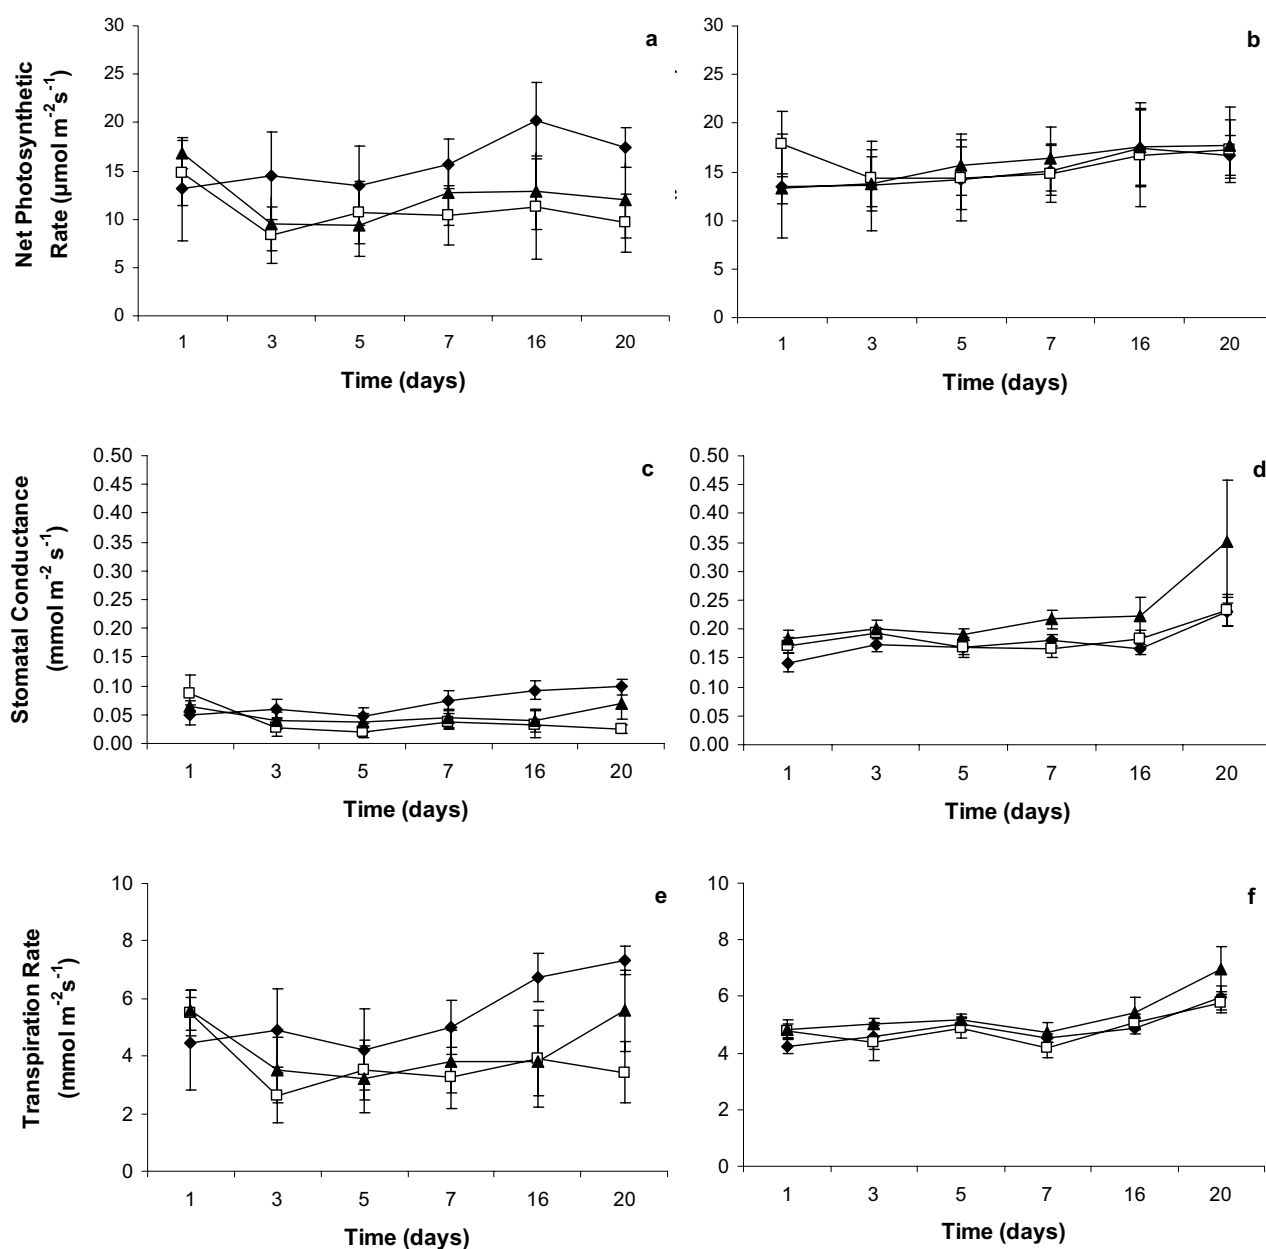 a
30
25
20
15
10
5
0
Net Photosynthetic
Rate (µmol m⁻²s⁻¹)
1 3 5 7 16 20
Time (days)
b
30
25
20
15
10
5
0
1 3 5 7 16 20
Time (days)
c
0.50
0.45
0.40
0.35
0.30
0.25
0.20
0.15
0.10
0.05
0.00
Stomatal Conductance
(mmol m⁻² s⁻¹)
1 3 5 7 16 20
Time (days)
d
0.50
0.45
0.40
0.35
0.30
0.25
0.20
0.15
0.10
0.05
0.00
1 3 5 7 16 20
Time (days)
e
10
8
6
4
2
0
Transpiration Rate
(mmol m⁻²s⁻¹)
1 3 5 7 16 20
Time (days)
f
10
8
6
4
2
0
1 3 5 7 16 20
Time (days)